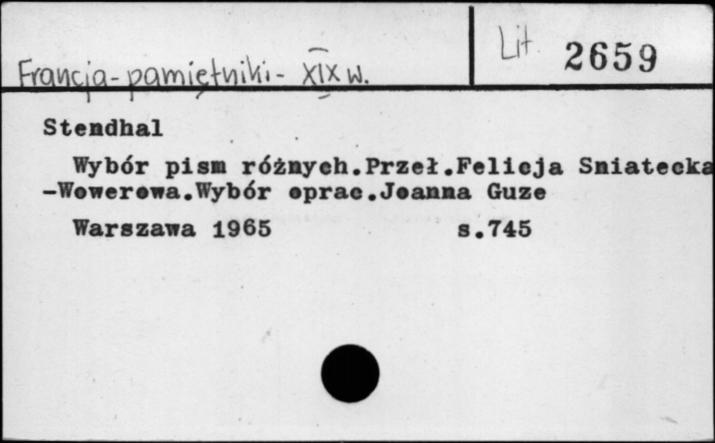 Francja - pamiętniki - XIX w.
Lit 2659
Stendhal
Wybór pism różnych.Przeł.Felicja Sniatecka
-Wowerowa.Wybór oprac.Joanna Guze
Warszawa 1965 s.745